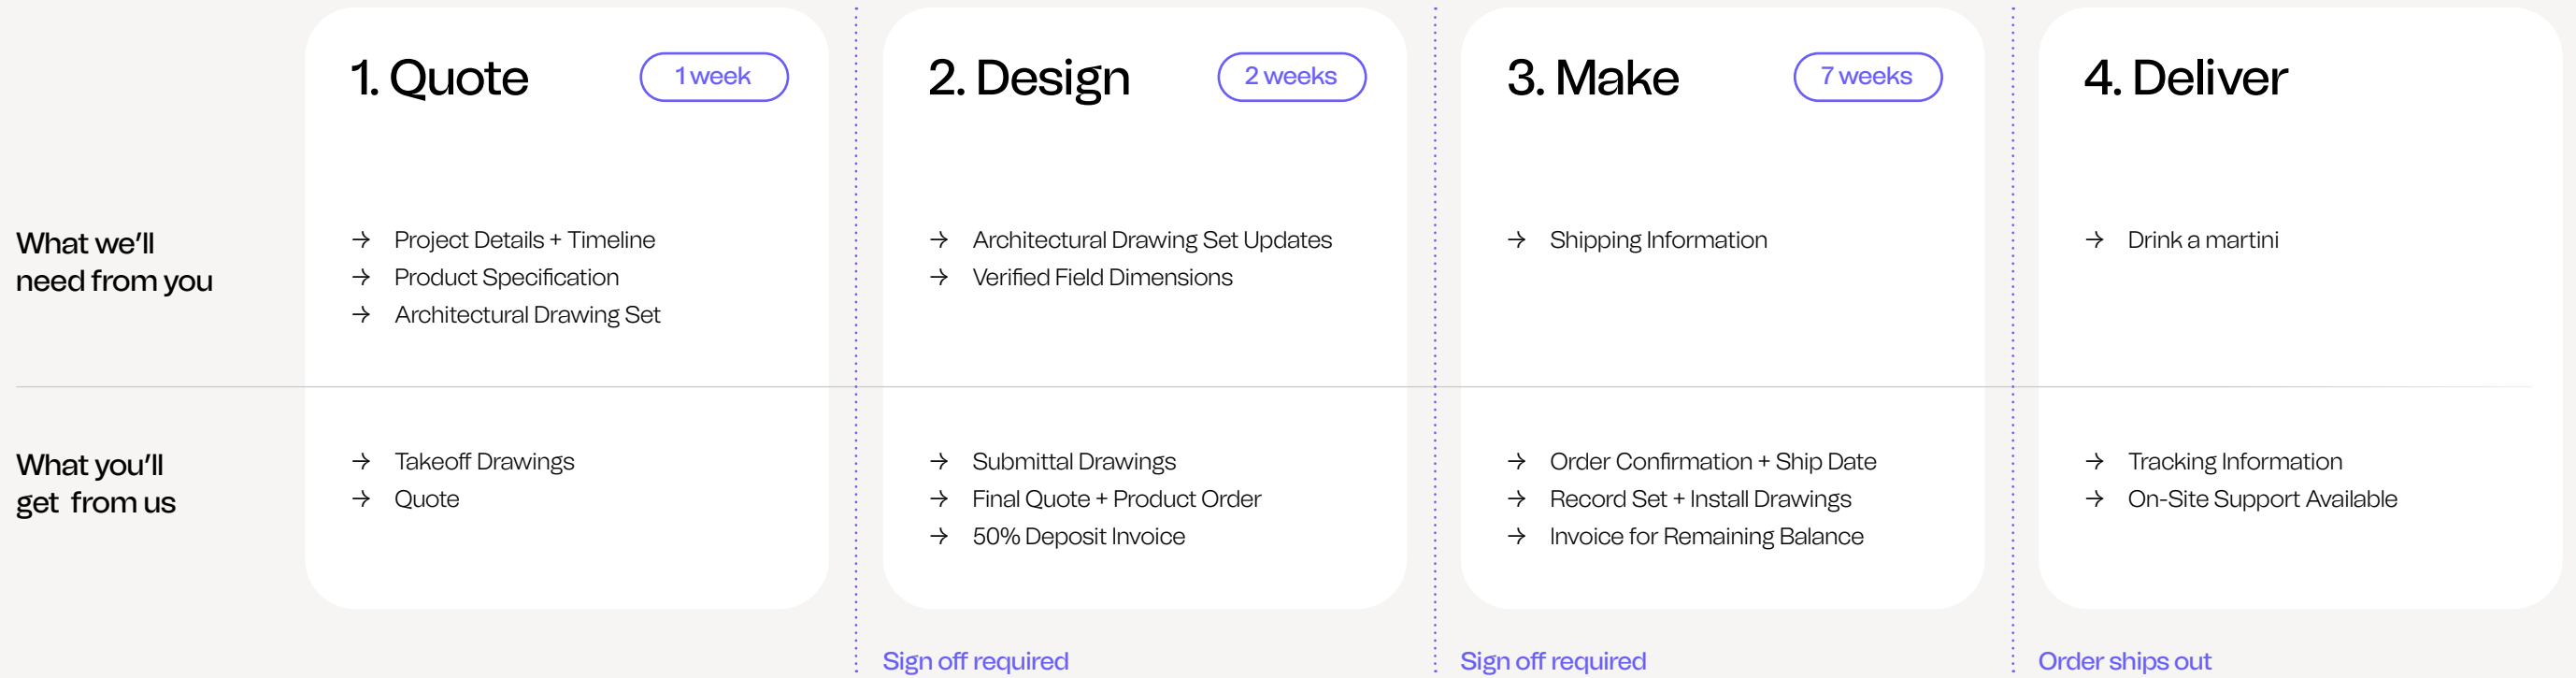 1. Quote
1 week
2. Design
2 weeks
3. Make
7 weeks
4. Deliver
What we’ll
need from you
→ Project Details + Timeline
→ Product Specification
→ Architectural Drawing Set
→ Architectural Drawing Set Updates
→ Verified Field Dimensions
→ Shipping Information
→ Drink a martini
What you’ll
get from us
→ Takeoff Drawings
→ Quote
→ Submittal Drawings
→ Final Quote + Product Order
→ 50% Deposit Invoice
→ Order Confirmation + Ship Date
→ Record Set + Install Drawings
→ Invoice for Remaining Balance
→ Tracking Information
→ On-Site Support Available
Sign off required
Sign off required
Order ships out